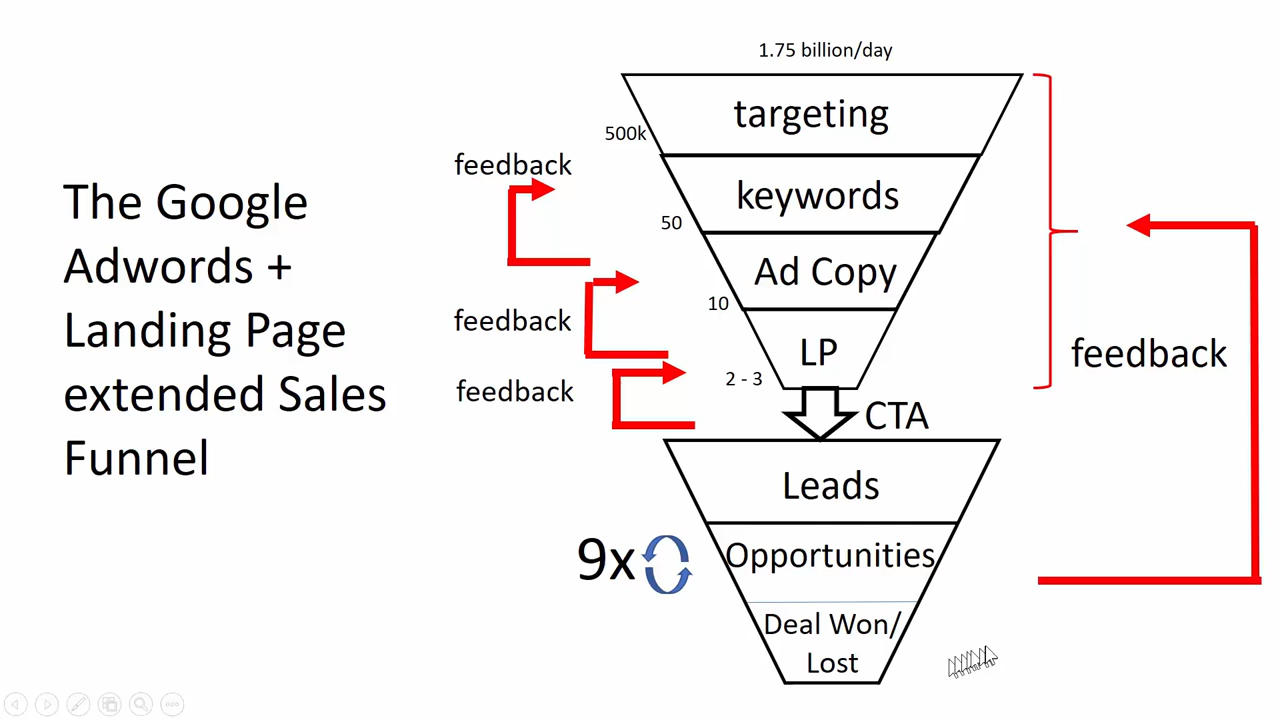 The Google
Adwords +
Landing Page
extended Sales
Funnel
1.75 billion/day
targeting
500k
feedback
keywords
50
Ad Copy
10
feedback
LP
feedback
2 - 3
feedback
CTA
Leads
9x
Opportunities
Deal Won/
Lost